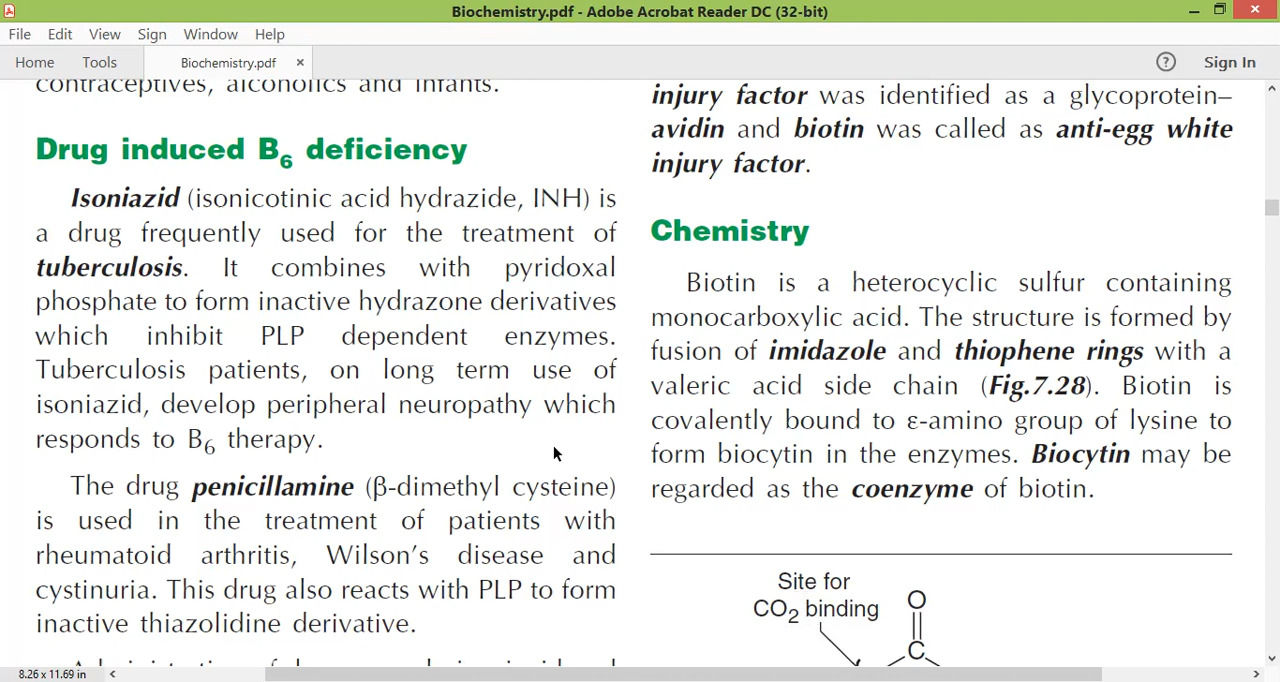 Biochemistry.pdf - Adobe Acrobat Reader DC (32-bit)
File Edit View Sign Window Help
Home Tools Biochemistry.pdf × ? Sign In
contraceptives, alcoholics and infants.
Drug induced B6 deficiency
Isoniazid (isonicotinic acid hydrazide, INH) is
a drug frequently used for the treatment of
tuberculosis. It combines with pyridoxal
phosphate to form inactive hydrazone derivatives
which inhibit PLP dependent enzymes.
Tuberculosis patients, on long term use of
isoniazid, develop peripheral neuropathy which
responds to B6 therapy.
The drug penicillamine (β-dimethyl cysteine)
is used in the treatment of patients with
rheumatoid arthritis, Wilson's disease and
cystinuria. This drug also reacts with PLP to form
inactive thiazolidine derivative.
injury factor was identified as a glycoprotein–
avidin and biotin was called as anti-egg white
injury factor.
Chemistry
Biotin is a heterocyclic sulfur containing
monocarboxylic acid. The structure is formed by
fusion of imidazole and thiophene rings with a
valeric acid side chain (Fig.7.28). Biotin is
covalently bound to ε-amino group of lysine to
form biocytin in the enzymes. Biocytin may be
regarded as the coenzyme of biotin.
Site for
CO2 binding
O
C
8.26 x 11.69 in